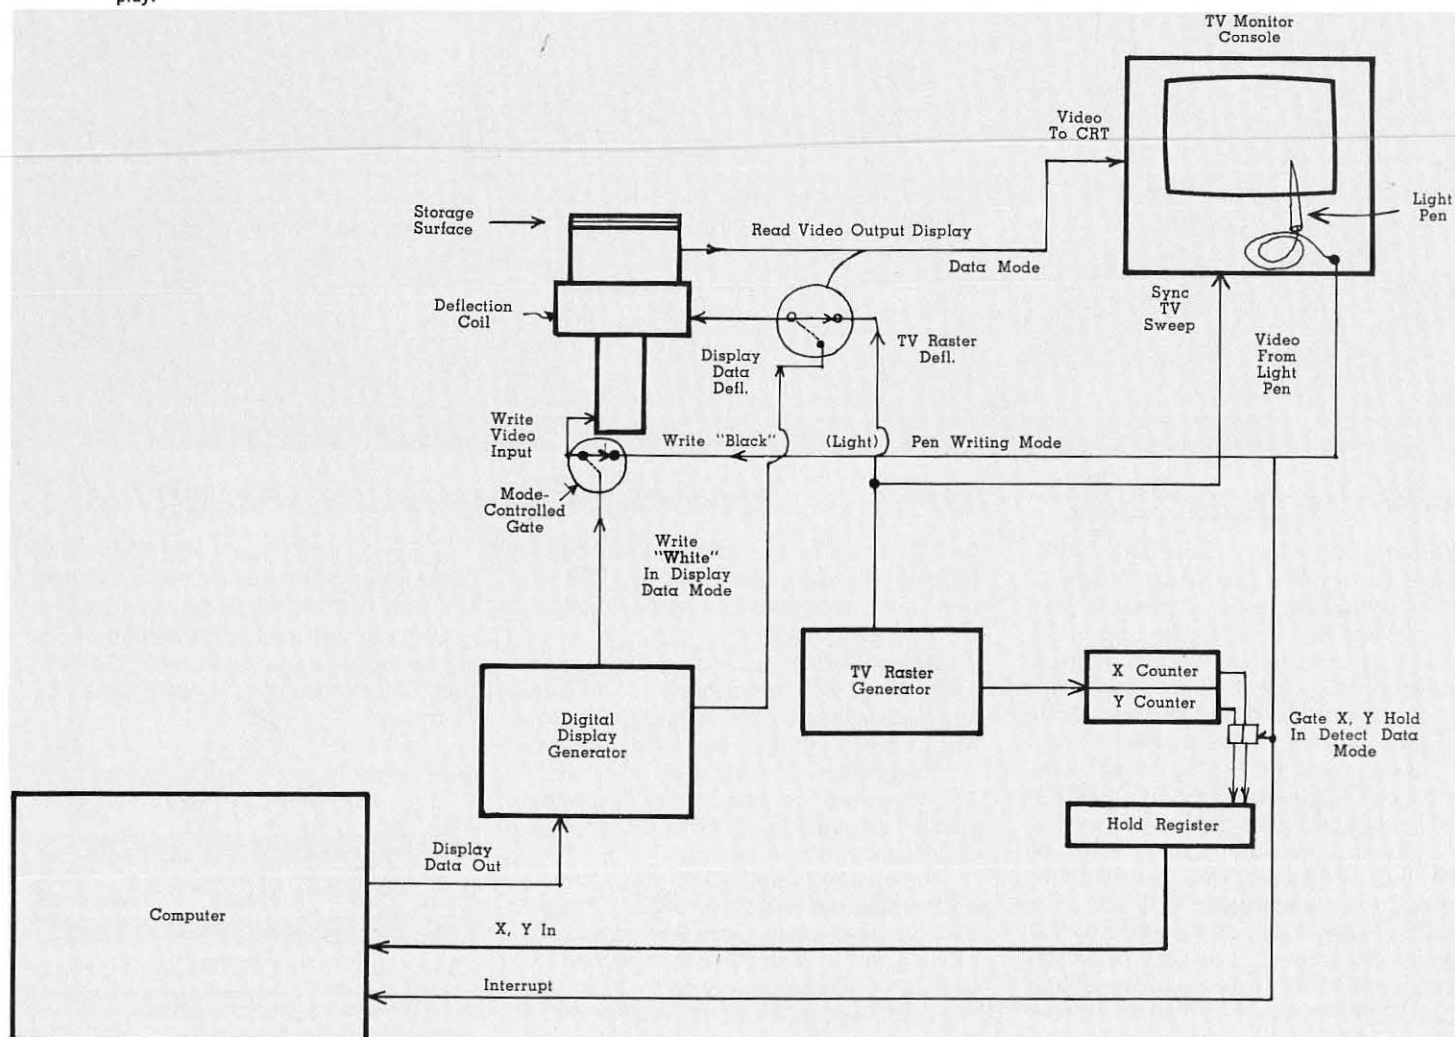 play.
TV Monitor
Console
Video
To CRT
Light
Pen
Storage
Surface
Read Video Output Display
Data Mode
Deflection
Coil
Sync
TV
Sweep
Display
Data
Defl.
TV Raster
Defl.
Video
From
Light
Pen
Write
Video
Input
Write "Black"
(Light)
Pen Writing Mode
Mode-
Controlled
Gate
Write
"White"
In Display
Data Mode
TV Raster
Generator
X Counter
Y Counter
Gate X, Y Hold
In Detect Data
Mode
Digital
Display
Generator
Hold Register
Display
Data Out
Computer
X, Y In
Interrupt